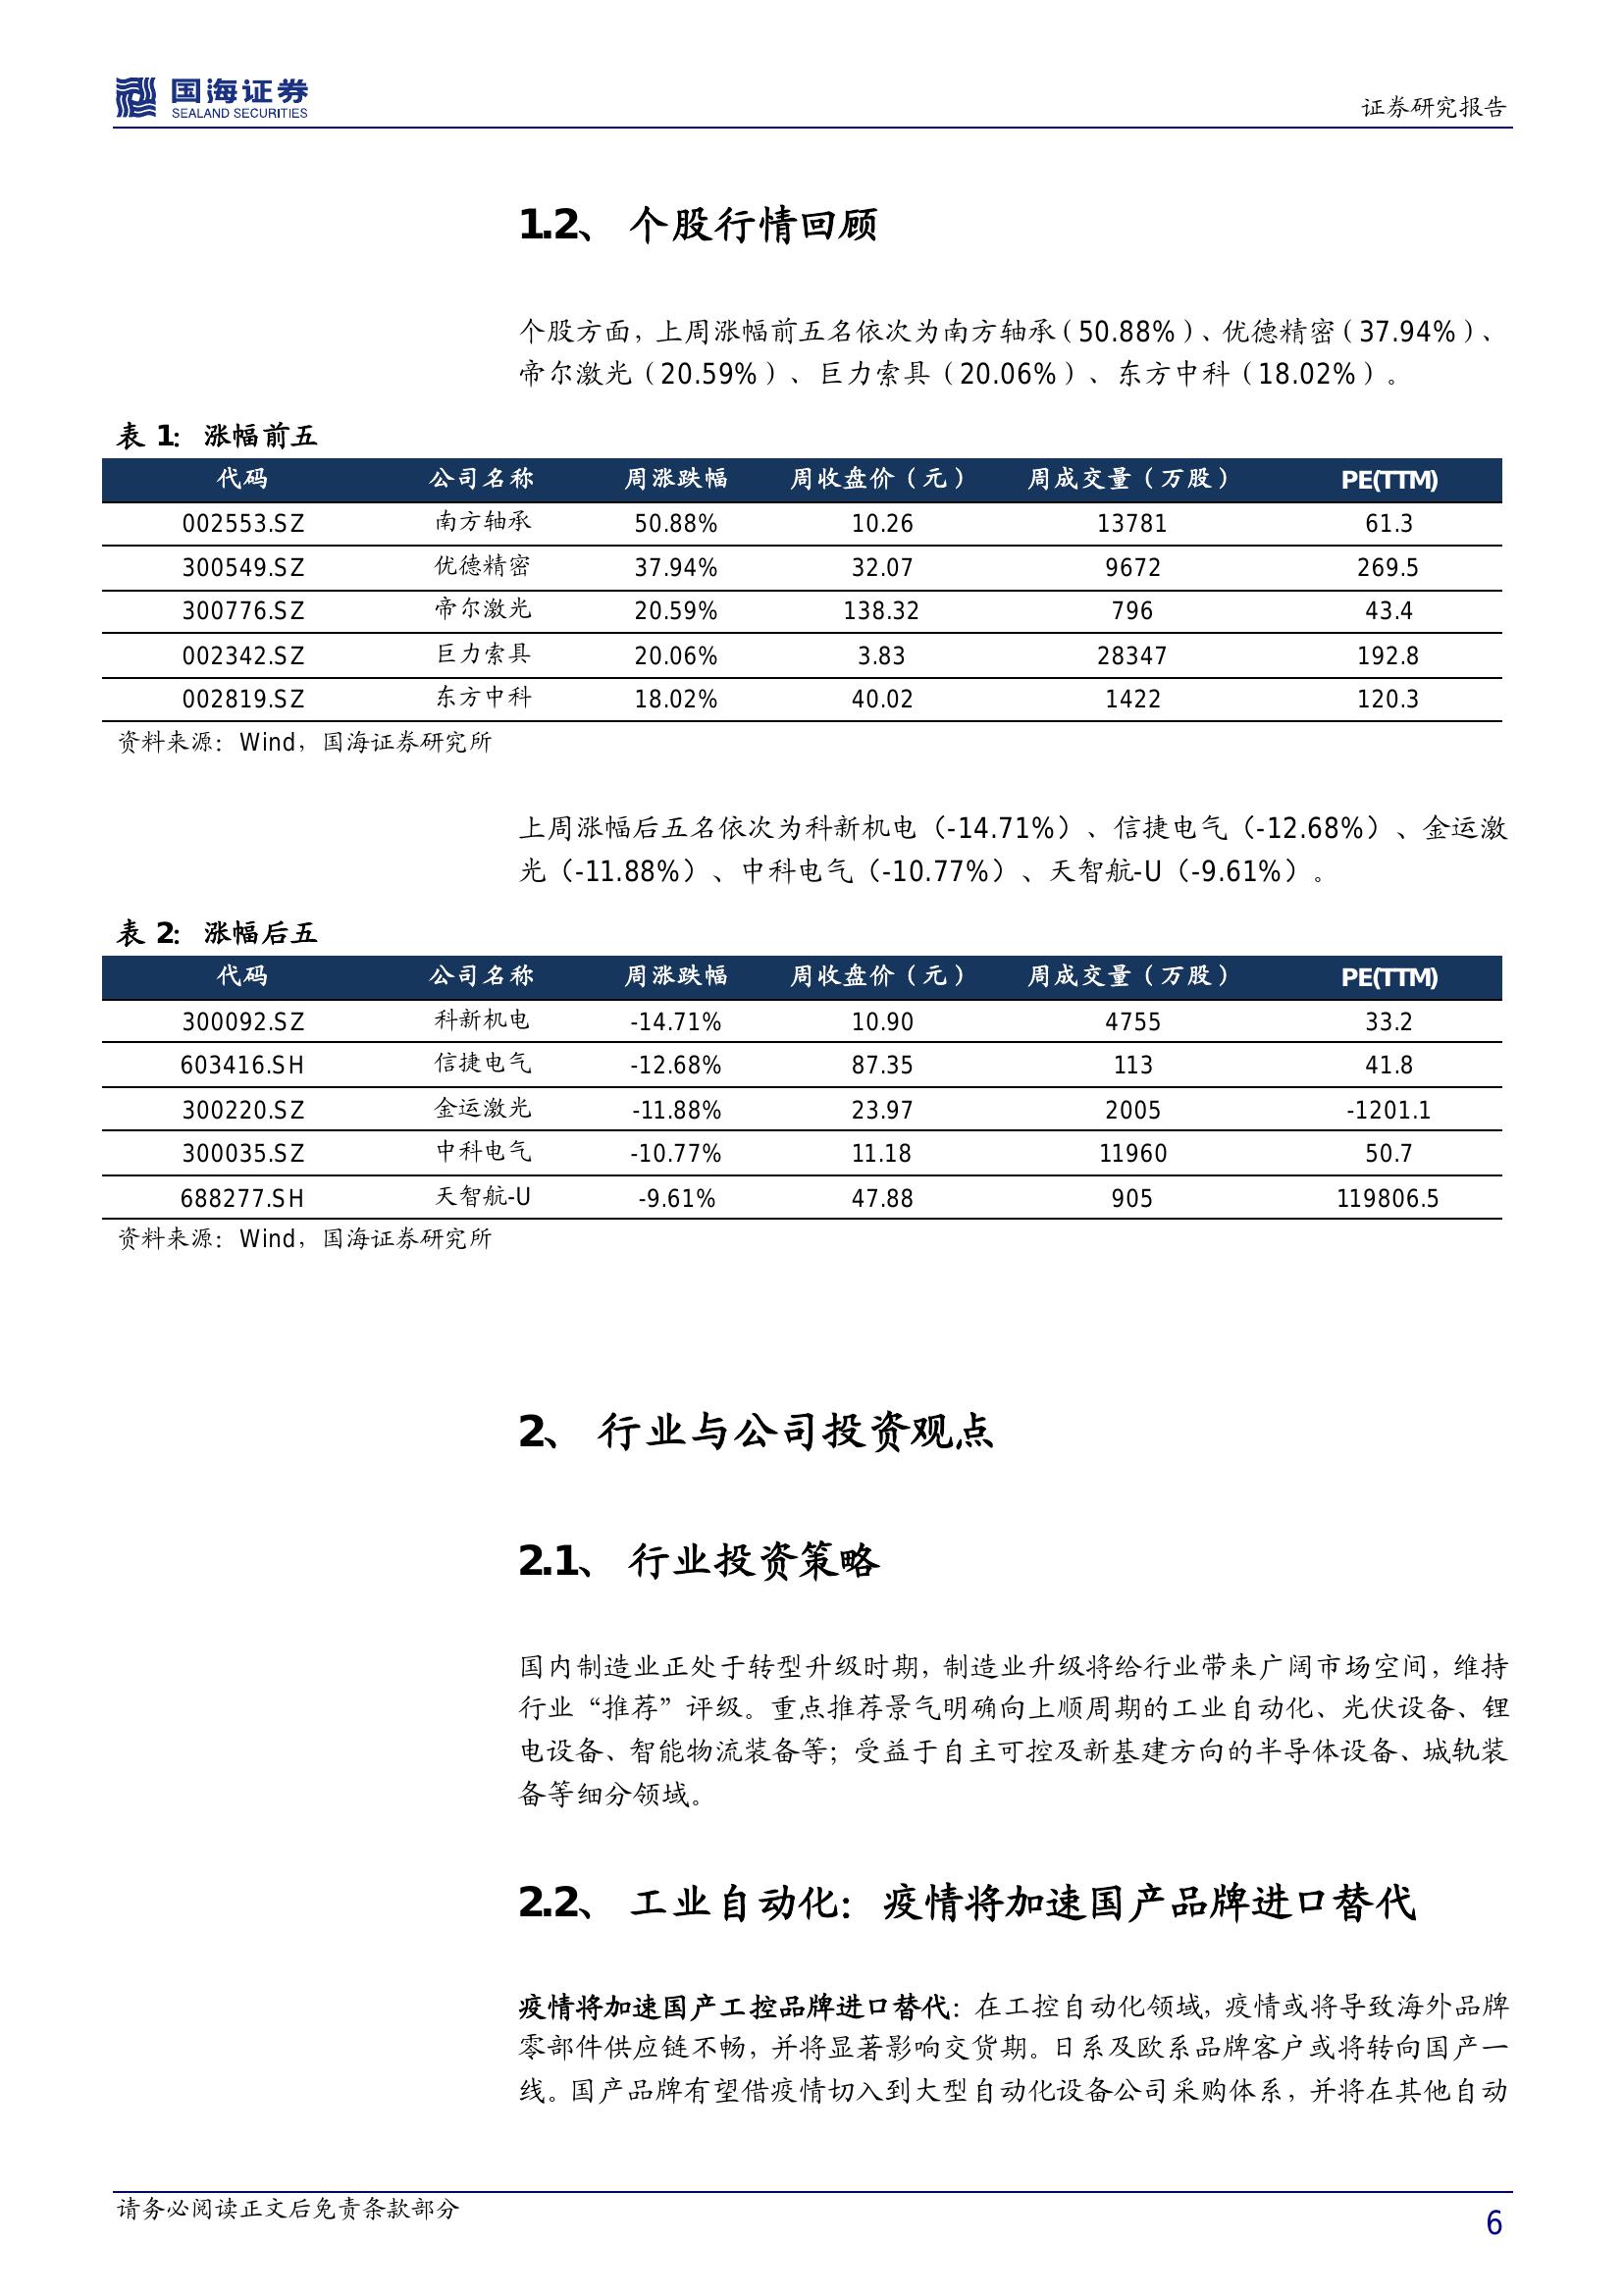 国海证券
SEALAND SECURITIES
证券研究报告
1.2、 个股行情回顾
个股方面，上周涨幅前五名依次为南方轴承（50.88%）、优德精密（37.94%）、
帝尔激光（20.59%）、巨力索具（20.06%）、东方中科（18.02%）。
表 1： 涨幅前五
代码 公司名称 周涨跌幅 周收盘价（元） 周成交量（万股） PE(TTM)
002553.SZ 南方轴承 50.88% 10.26 13781 61.3
300549.SZ 优德精密 37.94% 32.07 9672 269.5
300776.SZ 帝尔激光 20.59% 138.32 796 43.4
002342.SZ 巨力索具 20.06% 3.83 28347 192.8
002819.SZ 东方中科 18.02% 40.02 1422 120.3
资料来源：Wind，国海证券研究所
上周涨幅后五名依次为科新机电（-14.71%）、信捷电气（-12.68%）、金运激
光（-11.88%）、中科电气（-10.77%）、天智航-U（-9.61%）。
表 2： 涨幅后五
代码 公司名称 周涨跌幅 周收盘价（元） 周成交量（万股） PE(TTM)
300092.SZ 科新机电 -14.71% 10.90 4755 33.2
603416.SH 信捷电气 -12.68% 87.35 113 41.8
300220.SZ 金运激光 -11.88% 23.97 2005 -1201.1
300035.SZ 中科电气 -10.77% 11.18 11960 50.7
688277.SH 天智航-U -9.61% 47.88 905 119806.5
资料来源：Wind，国海证券研究所
2、 行业与公司投资观点
2.1、 行业投资策略
国内制造业正处于转型升级时期，制造业升级将给行业带来广阔市场空间，维持
行业“推荐”评级。重点推荐景气明确向上顺周期的工业自动化、光伏设备、锂
电设备、智能物流装备等；受益于自主可控及新基建方向的半导体设备、城轨装
备等细分领域。
2.2、 工业自动化： 疫情将加速国产品牌进口替代
疫情将加速国产工控品牌进口替代：在工控自动化领域，疫情或将导致海外品牌
零部件供应链不畅，并将显著影响交货期。日系及欧系品牌客户或将转向国产一
线。国产品牌有望借疫情切入到大型自动化设备公司采购体系，并将在其他自动
请务必阅读正文后免责条款部分
6